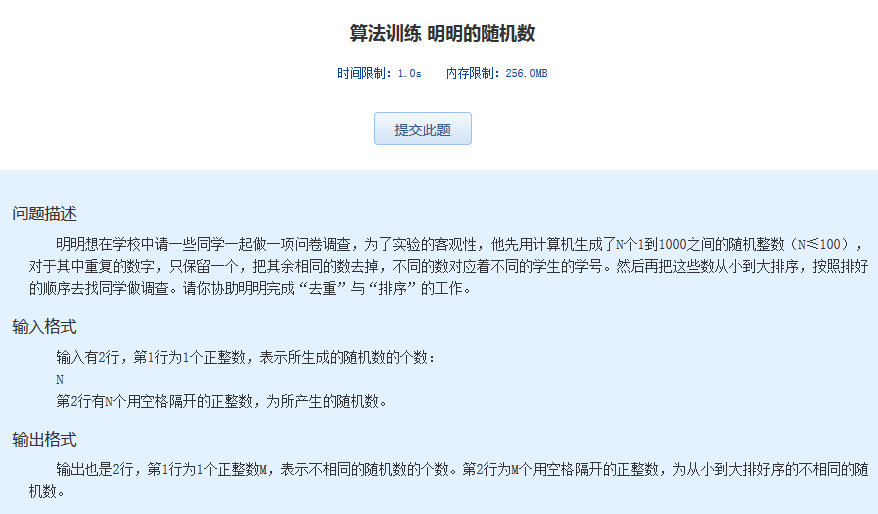 算法训练 明明的随机数
时间限制：1.0s 内存限制：256.0MB
提交此题
问题描述
明明想在学校中请一些同学一起做一项问卷调查，为了实验的客观性，他先用计算机生成了N个1到1000之间的随机整数（N≤100），
对于其中重复的数字，只保留一个，把其余相同的数去掉，不同的数对应着不同的学生的学号。然后再把这些数从小到大排序，按照排好
的顺序去找同学做调查。请你协助明明完成“去重”与“排序”的工作。
输入格式
输入有2行，第1行为1个正整数，表示所生成的随机数的个数：
N
第2行有N个用空格隔开的正整数，为所产生的随机数。
输出格式
输出也是2行，第1行为1个正整数M，表示不相同的随机数的个数。第2行为M个用空格隔开的正整数，为从小到大排好序的不相同的随
机数。